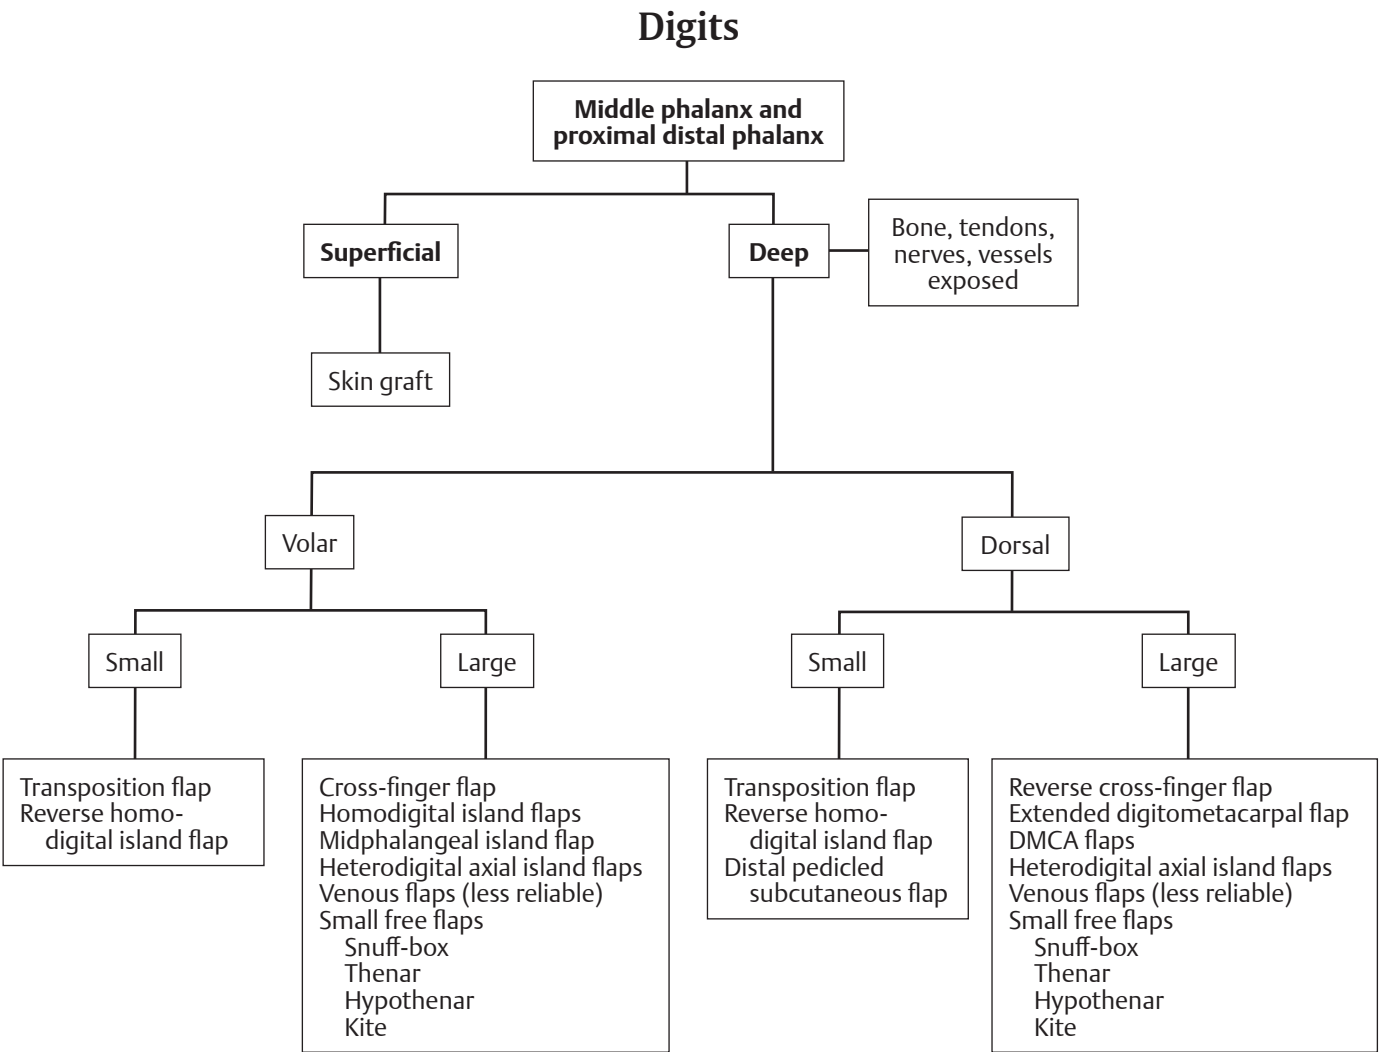 Digits
Middle phalanx and
proximal distal phalanx
Superficial
Deep
Bone, tendons,
nerves, vessels
exposed
Skin graft
Volar
Dorsal
Small
Large
Small
Large
Transposition flap
Reverse homo-
digital island flap
Cross-finger flap
Homodigital island flaps
Midphalangeal island flap
Heterodigital axial island flaps
Venous flaps (less reliable)
Small free flaps
Snuff-box
Thenar
Hypothenar
Kite
Transposition flap
Reverse homo-
digital island flap
Distal pedicled
subcutaneous flap
Reverse cross-finger flap
Extended digitometacarpal flap
DMCA flaps
Heterodigital axial island flaps
Venous flaps (less reliable)
Small free flaps
Snuff-box
Thenar
Hypothenar
Kite